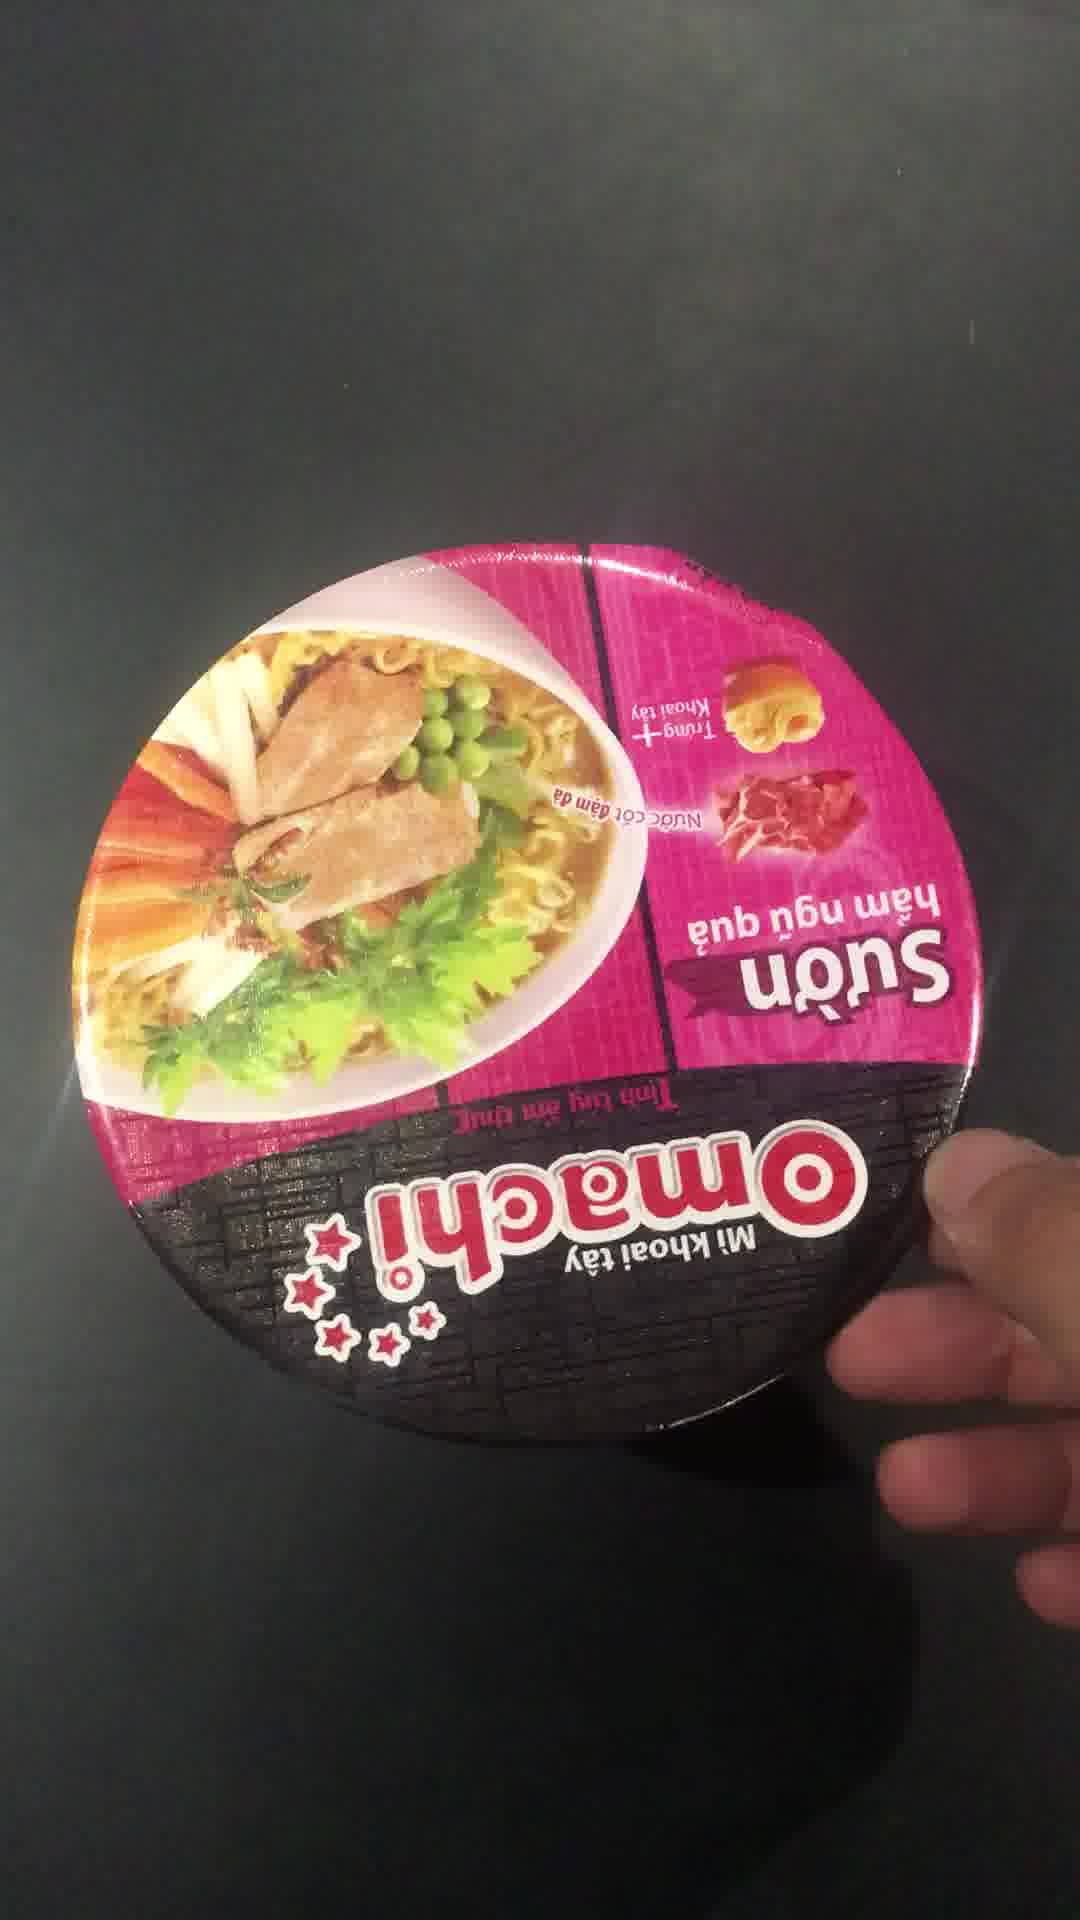 Mì khoai tây
Omachi
Tinh túy ẩm thực
Sườn
hầm ngũ quả
Nước cốt đậm đà
Trứng+
Khoai tây